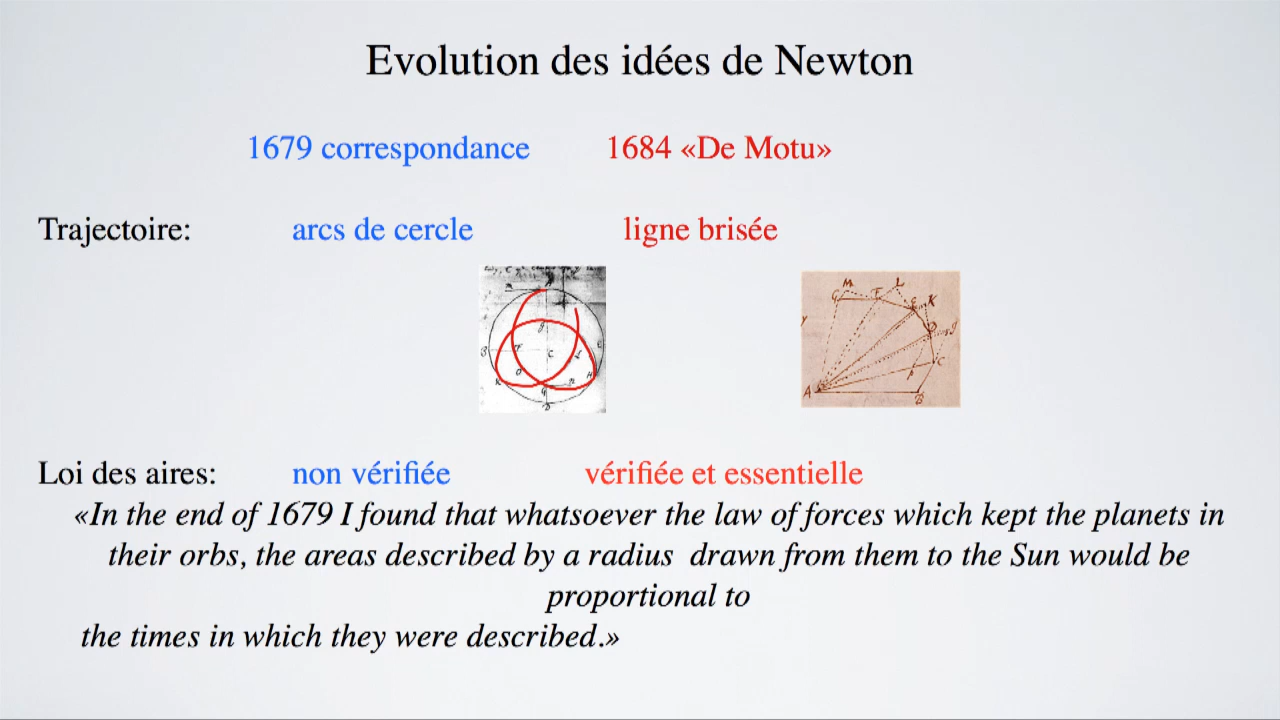 Evolution des idées de Newton
1679 correspondance 1684 «De Motu»
Trajectoire: arcs de cercle ligne brisée
Loi des aires: non vérifiée vérifiée et essentielle
«In the end of 1679 I found that whatsoever the law of forces which kept the planets in
their orbs, the areas described by a radius drawn from them to the Sun would be
proportional to
the times in which they were described.»